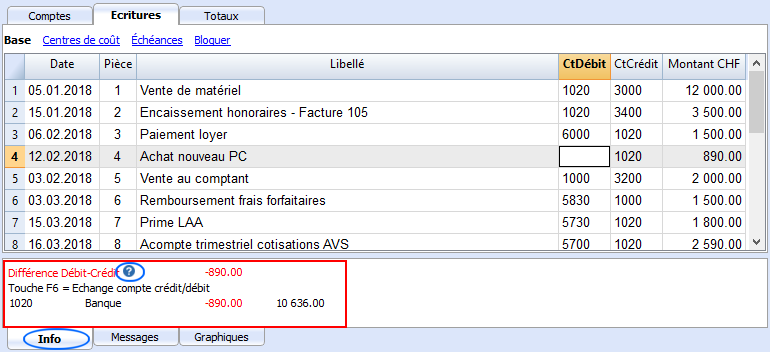 Comptes Ecritures Totaux
Base Centres de coût Échéances Bloquer
Date Pièce Libellé CtDébit CtCrédit Montant CHF
1 05.01.2018 1 Vente de matériel 1020 3000 12 000.00
2 15.01.2018 2 Encaissement honoraires - Facture 105 1020 3400 3 500.00
3 06.02.2018 3 Paiement loyer 6000 1020 1 500.00
4 12.02.2018 4 Achat nouveau PC 1020 890.00
5 03.02.2018 5 Vente au comptant 1000 3200 2 000.00
6 03.03.2018 6 Remboursement frais forfaitaires 5830 1000 1 500.00
7 15.03.2018 7 Prime LAA 5730 1020 1 800.00
8 16.03.2018 8 Acompte trimestriel cotisations AVS 5700 1020 2 590.00
Différence Débit-Crédit ? -890.00
Touche F6 = Echange compte crédit/débit
1020 Banque -890.00 10 636.00
Info Messages Graphiques